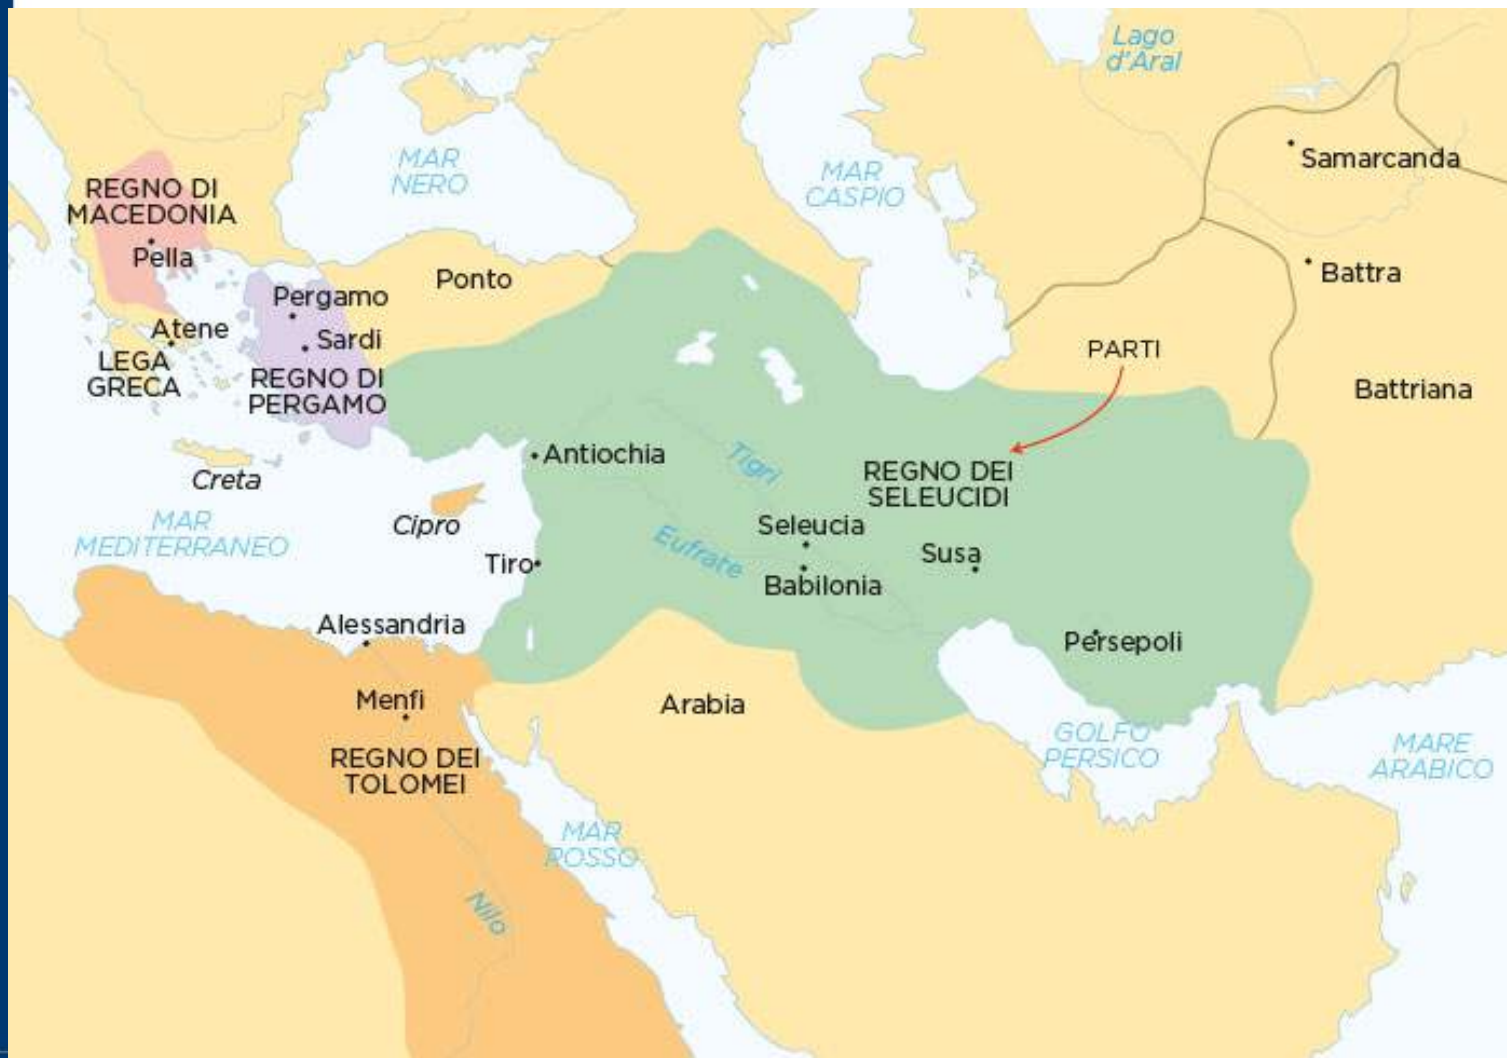 Lago
d'Aral
MAR
NERO
MAR
CASPIO
Samarcanda
REGNO DI
MACEDONIA
Pella
Ponto
Battra
Pergamo
Atene
Sardi
LEGA
GRECA
REGNO DI
PERGAMO
PARTI
Battriana
Antiochia
Tigri
REGNO DEI
SELEUCIDI
Creta
Cipro
MAR
MEDITERRANEO
Seleucia
Eufrate
Susa
Tiro
Babilonia
Alessandria
Persepoli
Menfi
Arabia
REGNO DEI
TOLOMEI
GOLFO
PERSICO
MARE
ARABICO
MAR
ROSSO
Nilo